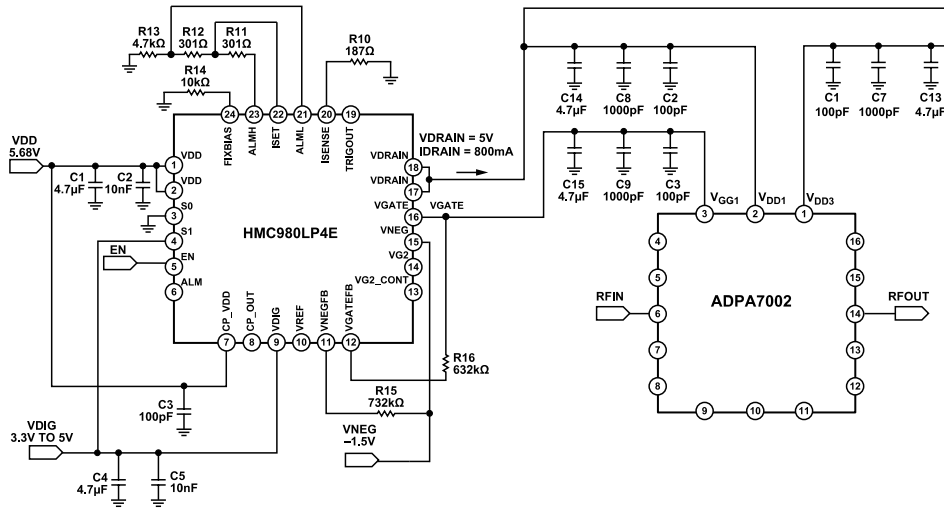 R13
4.7kΩ
R12
301Ω
R11
301Ω
R10
187Ω
R14
10kΩ
24
23
22
21
20
19
FIXBIAS
ALMH
ISET
ALML
ISENSE
TRIGOUT
VDRAIN = 5V
IDRAIN = 800mA
C14
4.7µF
C8
1000pF
C2
100pF
C1
100pF
C7
1000pF
C13
4.7µF
VDD
5.68V
C1
4.7µF
C2
10nF
1
VDD
2
VDD
3
S0
4
S1
5
EN
6
ALM
EN
HMC980LP4E
VDRAIN
18
VDRAIN
17
VGATE
16
VGATE
VNEG
15
VG2
14
VG2_CONT
13
C15
4.7µF
C9
1000pF
C3
100pF
VGG1
VDD1
VDD3
3
2
1
4
5
6
7
8
9
10
11
12
13
14
15
16
ADPA7002
RFIN
RFOUT
CP_VDD
CP_OUT
VDIG
VREF
VNEGFB
VGATEFB
7
8
9
10
11
12
R16
632kΩ
R15
732kΩ
C3
100pF
VNEG
–1.5V
VDIG
3.3V TO 5V
C4
4.7µF
C5
10nF